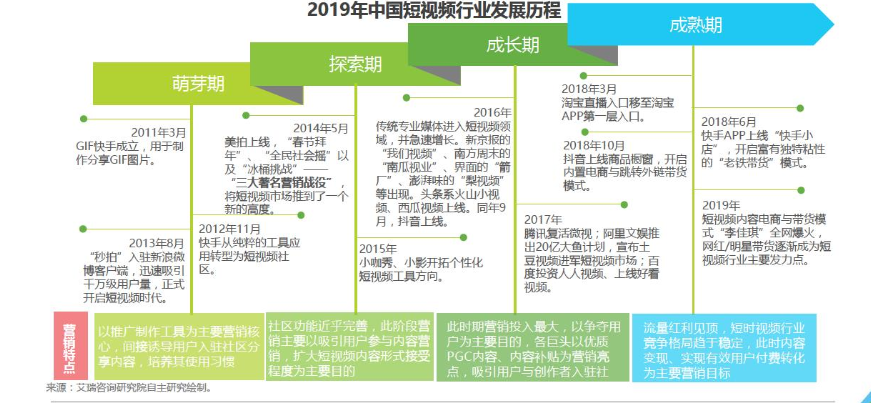 2019年中国短视频行业发展历程
萌芽期
探索期
成长期
成熟期
2011年3月
GIF快手成立，用于制
作分享GIF图片。
2013年8月
“秒拍”入驻新浪微
博客户端，迅速吸引
千万级用户量，正式
开启短视频时代。
2012年11月
快手从纯粹的工具应
用转型为短视频社
区。
2014年5月
美拍上线，“春节拜
年”、“全民社会摇”以
及“冰桶挑战”——
“三大著名营销战役”，
将短视频市场推到了一个
新的高度。
2015年
小咖秀、小影开拓个性化
短视频工具方向。
2016年
传统专业媒体进入短视频领
域，并急速增长。新京报的
“我们视频”、南方周末的
“南瓜视业”、界面的“箭
厂”、澎湃味的“梨视频”
等出现。头条系火山小视
频、西瓜视频上线。同年9
月，抖音上线。
2017年
腾讯复活微视；阿里文娱推
出20亿大鱼计划，宣布土
豆视频进军短视频市场；百
度投资人人视频、上线好看
视频。
2018年3月
淘宝直播入口移至淘宝
APP第一层入口。
2018年10月
抖音上线商品橱窗，开启
内置电商与跳转外链带货
模式。
2018年6月
快手APP上线“快手小
店”，开启富有独特粘性
的“老铁带货”模式。
2019年
短视频内容电商与带货模
式“李佳琪”全网爆火，
网红/明星带货逐渐成为短
视频行业主要发力点。
营销特点
以推广制作工具为主要营销核
心，间接诱导用户入驻社区分
享内容，培养其使用习惯
社区功能近乎完善，此阶段营
销主要以吸引用户参与内容营
销，扩大短视频内容形式接受
程度为主要目的
此时期营销投入最大，以争夺用
户为主要目的，各巨头以优质
PGC内容、内容补贴为营销亮
点，吸引用户与创作者入驻社
流量红利见顶，短时视频行业
竞争格局趋于稳定，此时内容
变现、实现有效用户付费转化
为主要营销目标
来源：艾瑞咨询研究院自主研究绘制。